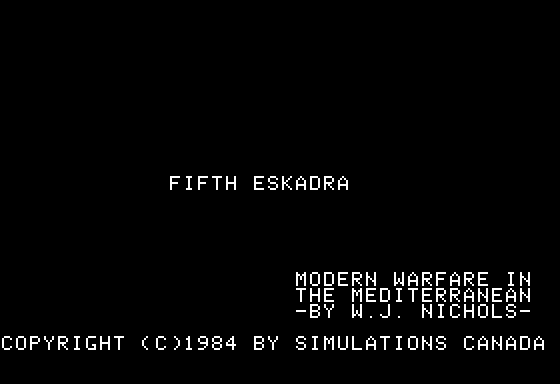 FIFTH ESKADRA
MODERN WARFARE IN
THE MEDITERRANEAN
-BY W.J. NICHOLS-
COPYRIGHT (C)1984 BY SIMULATIONS CANADA